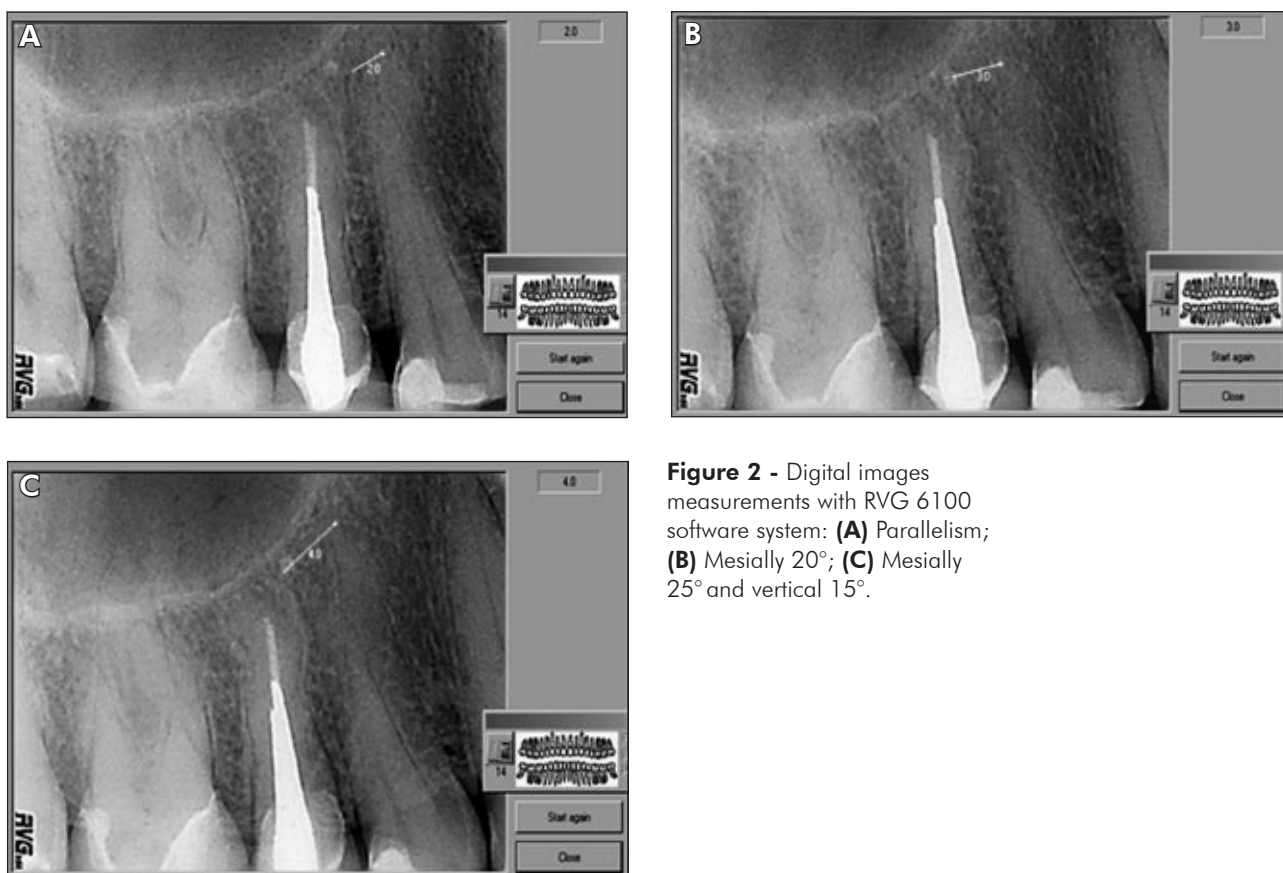 A
2.0
2.0
14
Start again
Close
RVG
B
3.0
3.0
14
Start again
Close
RVG
C
4.0
4.0
14
Start again
Close
RVG
Figure 2 - Digital images
measurements with RVG 6100
software system: (A) Parallelism;
(B) Mesially 20°; (C) Mesially
25° and vertical 15°.